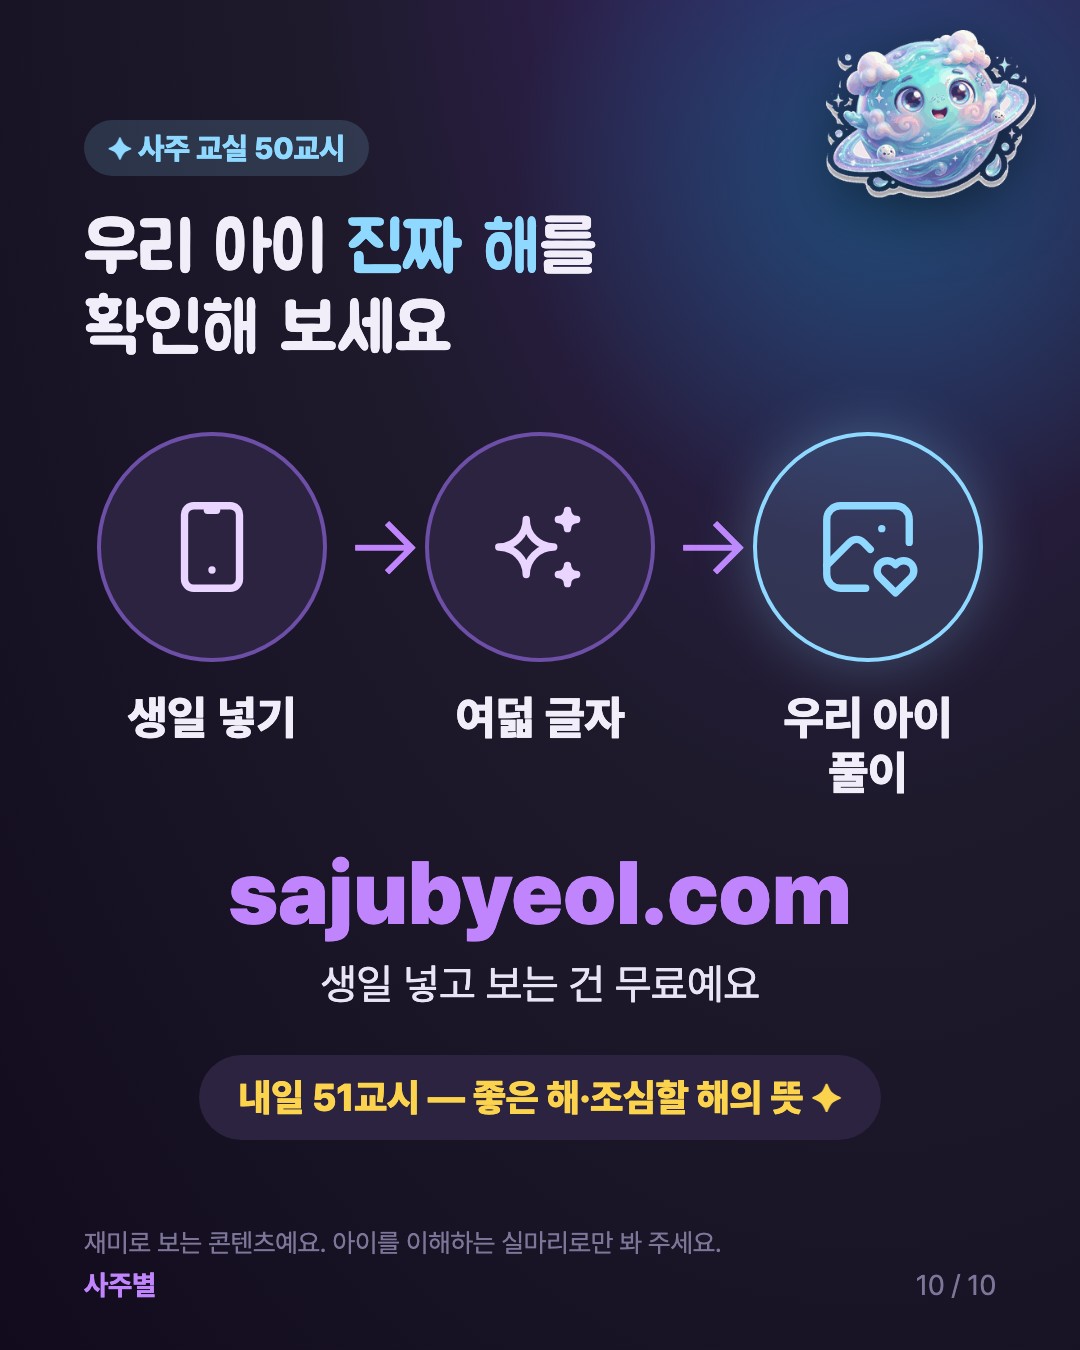 ✦ 사주 교실 50교시
우리 아이 진짜 해를
확인해 보세요
생일 넣기
여덟 글자
우리 아이
풀이
sajubyeol.com
생일 넣고 보는 건 무료예요
내일 51교시 — 좋은 해·조심할 해의 뜻 ✦
재미로 보는 콘텐츠예요. 아이를 이해하는 실마리로만 봐 주세요.
사주별
10 / 10